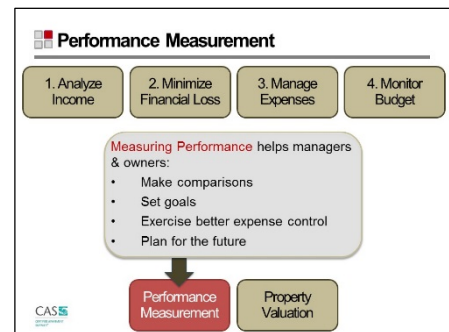 Performance Measurement
1. Analyze
Income
2. Minimize
Financial Loss
3. Manage
Expenses
4. Monitor
Budget
Measuring Performance helps managers
& owners:
• Make comparisons
• Set goals
• Exercise better expense control
• Plan for the future
Performance
Measurement
Property
Valuation
CAS